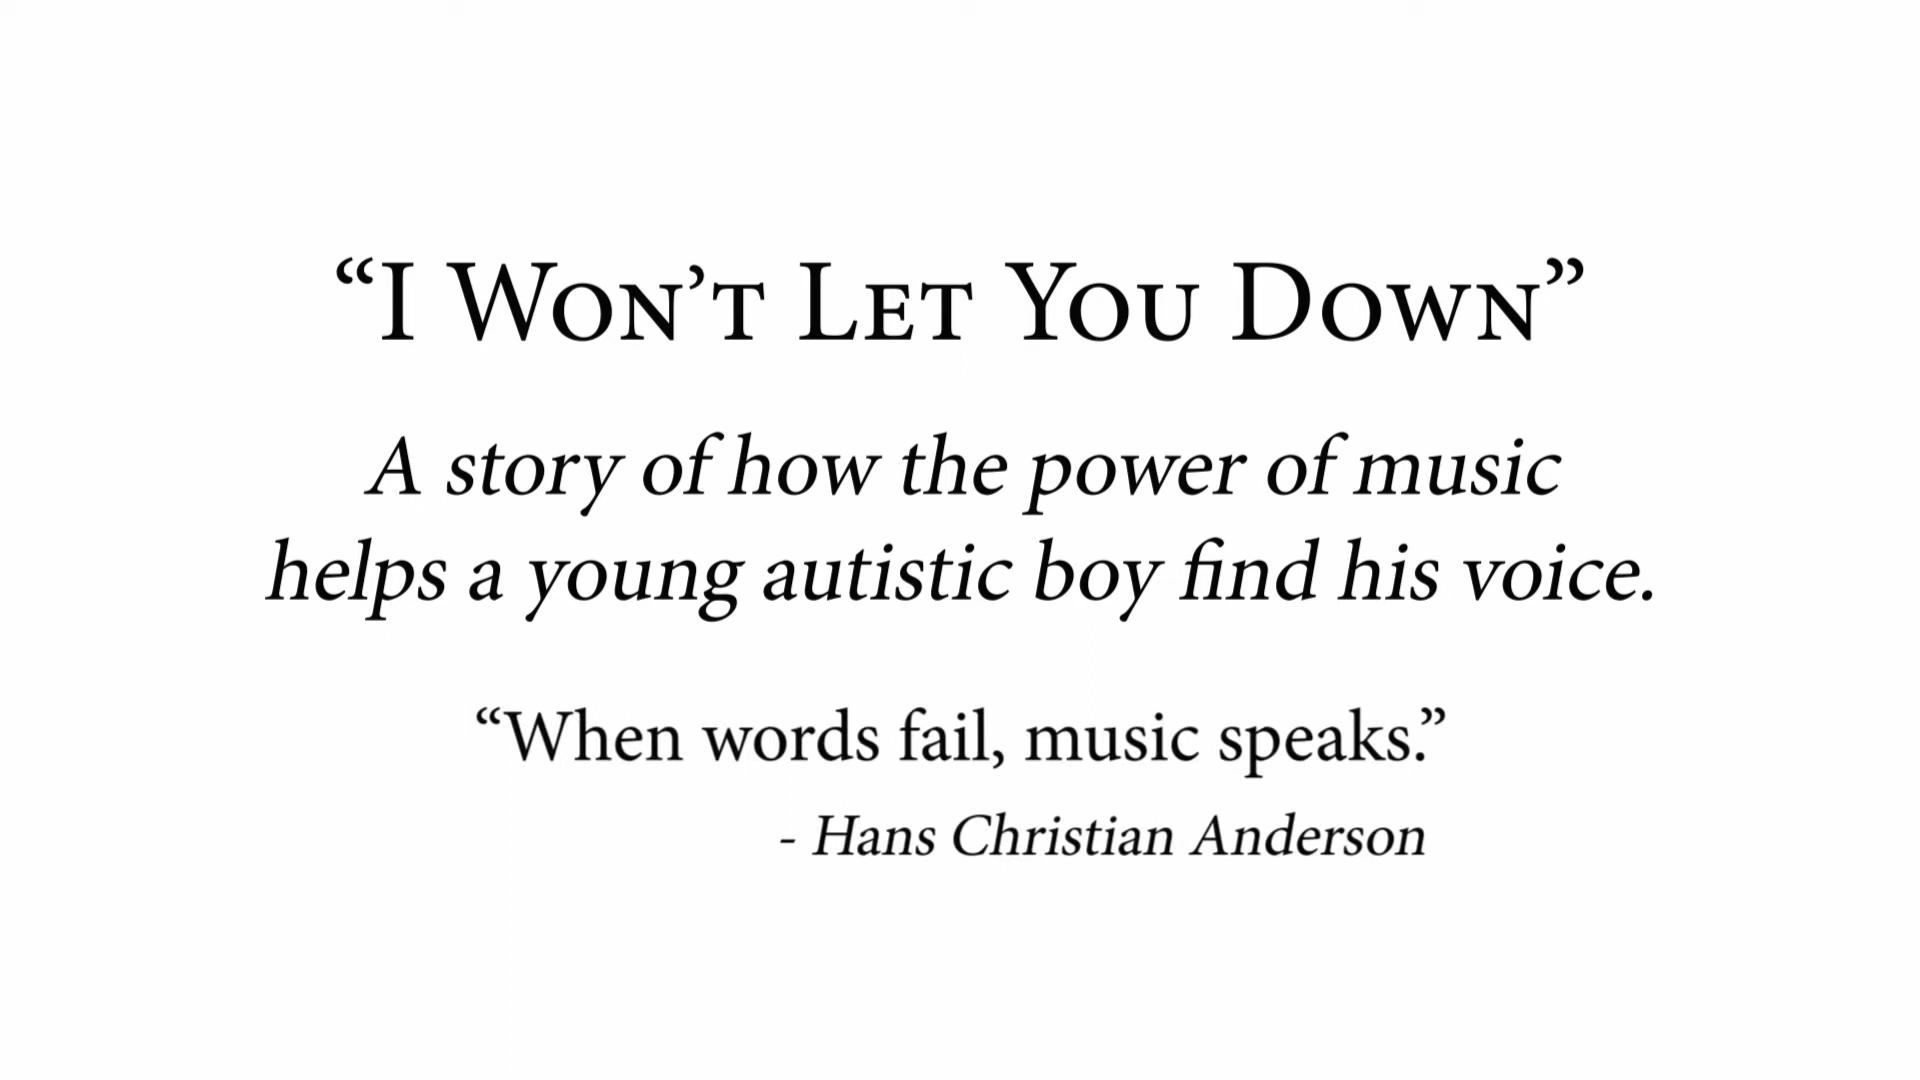 “I Won’t Let You Down”
A story of how the power of music
helps a young autistic boy find his voice.
“When words fail, music speaks.”
- Hans Christian Anderson